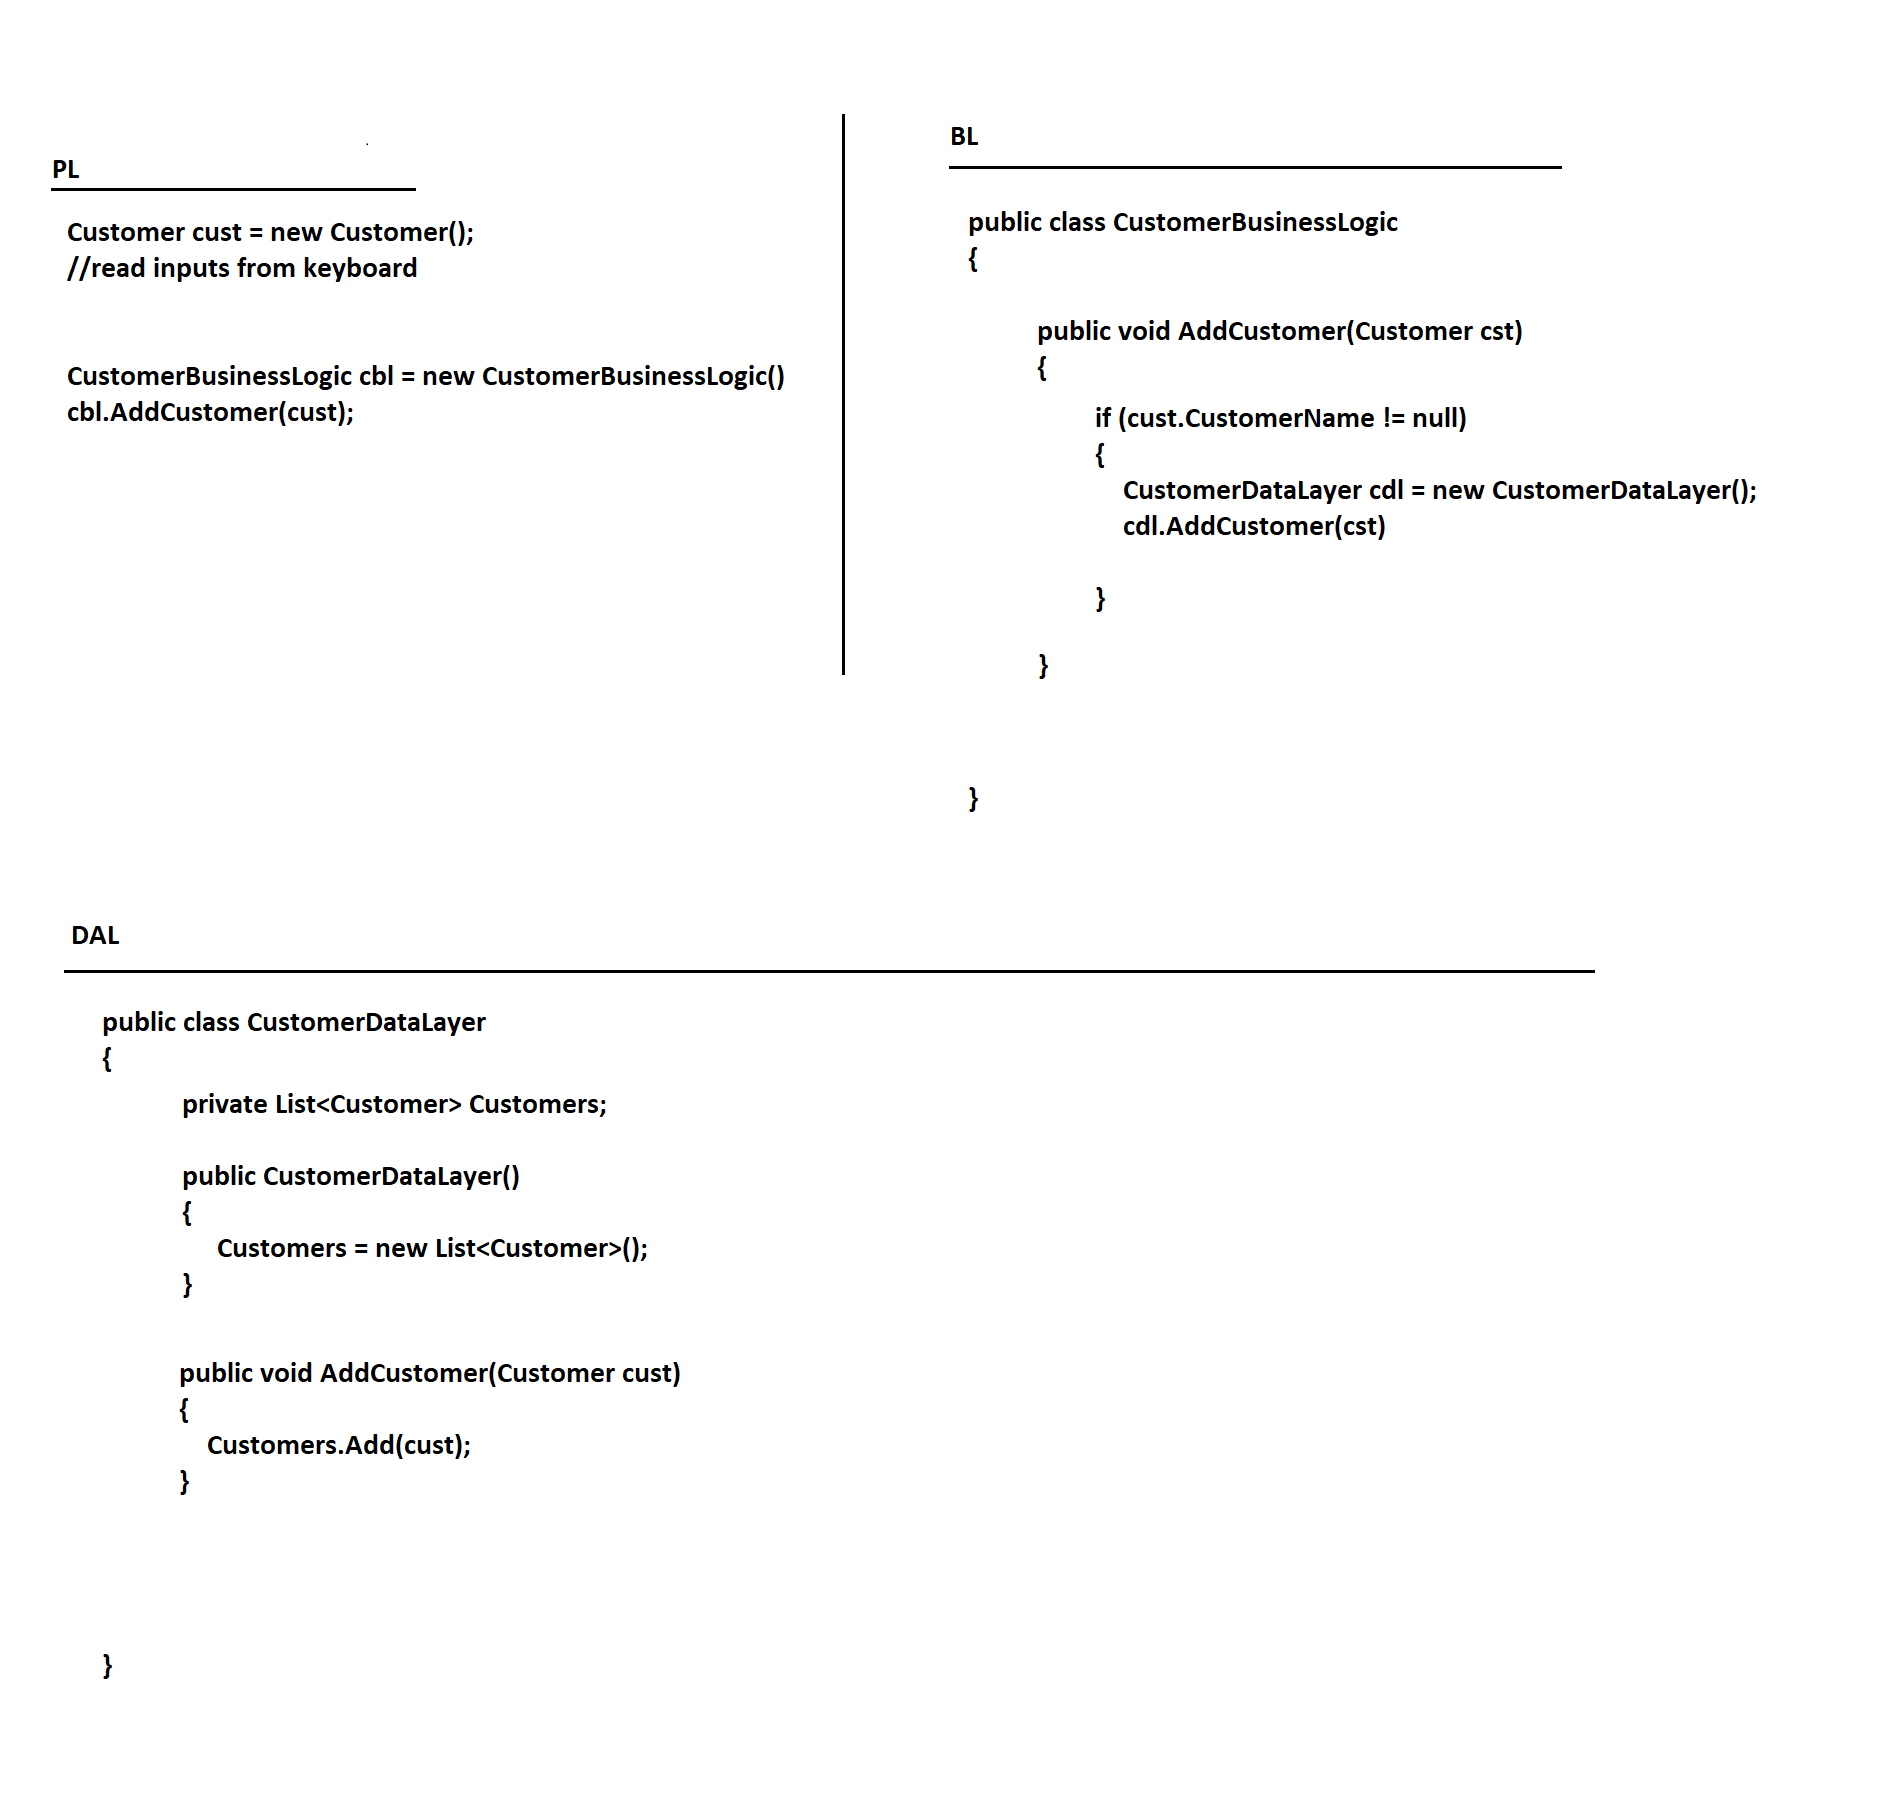 PL
Customer cust = new Customer();
//read inputs from keyboard
CustomerBusinessLogic cbl = new CustomerBusinessLogic()
cbl.AddCustomer(cust);
BL
public class CustomerBusinessLogic
{
public void AddCustomer(Customer cst)
{
if (cust.CustomerName != null)
{
CustomerDataLayer cdl = new CustomerDataLayer();
cdl.AddCustomer(cst)
}
}
}
DAL
public class CustomerDataLayer
{
private List<Customer> Customers;
public CustomerDataLayer()
{
Customers = new List<Customer>();
}
public void AddCustomer(Customer cust)
{
Customers.Add(cust);
}
}